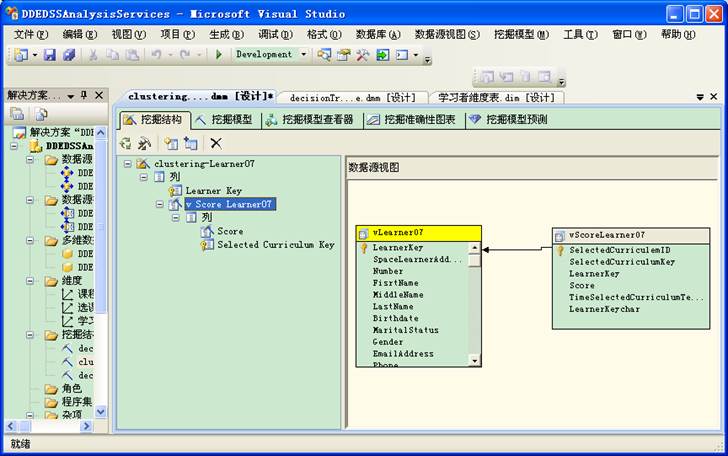 DDEDSSAnalysisServices - Microsoft Visual Studio
文件(F) 编辑(E) 视图(V) 项目(P) 生成(B) 调试(D) 格式(O) 数据库(A) 数据源视图(S) 挖掘模型(M) 工具(T) 窗口(W) 帮助(H)
Development
解决方案...
clustering....dmm [设计]* decisionTr...e.dmm [设计] 学习者维度表.dim [设计]
挖掘结构 挖掘模型 挖掘模型查看器 挖掘准确性图表 挖掘模型预测
解决方案 "DDE
DDEDSSAn
数据源
DDE
DDE
数据源
DDE
DDE
多维数
DDE
DDE
维度
课程
选课
学习
挖掘结
dec
clu
dec
角色
程序集
杂项
clustering-Learner07
列
Learner Key
v Score Learner07
列
Score
Selected Curriculum Key
数据源视图
vLearner07
LearnerKey
SpaceLearnerAdd...
Number
FisrtName
MiddleName
LastName
Birthdate
MaritalStatus
Gender
EmailAddress
Phone
vScoreLearner07
SelectedCurriculemID
SelectedCurriculumKey
LearnerKey
Score
TimeSelectedCurriculumTe...
LearnerKeychar
就绪